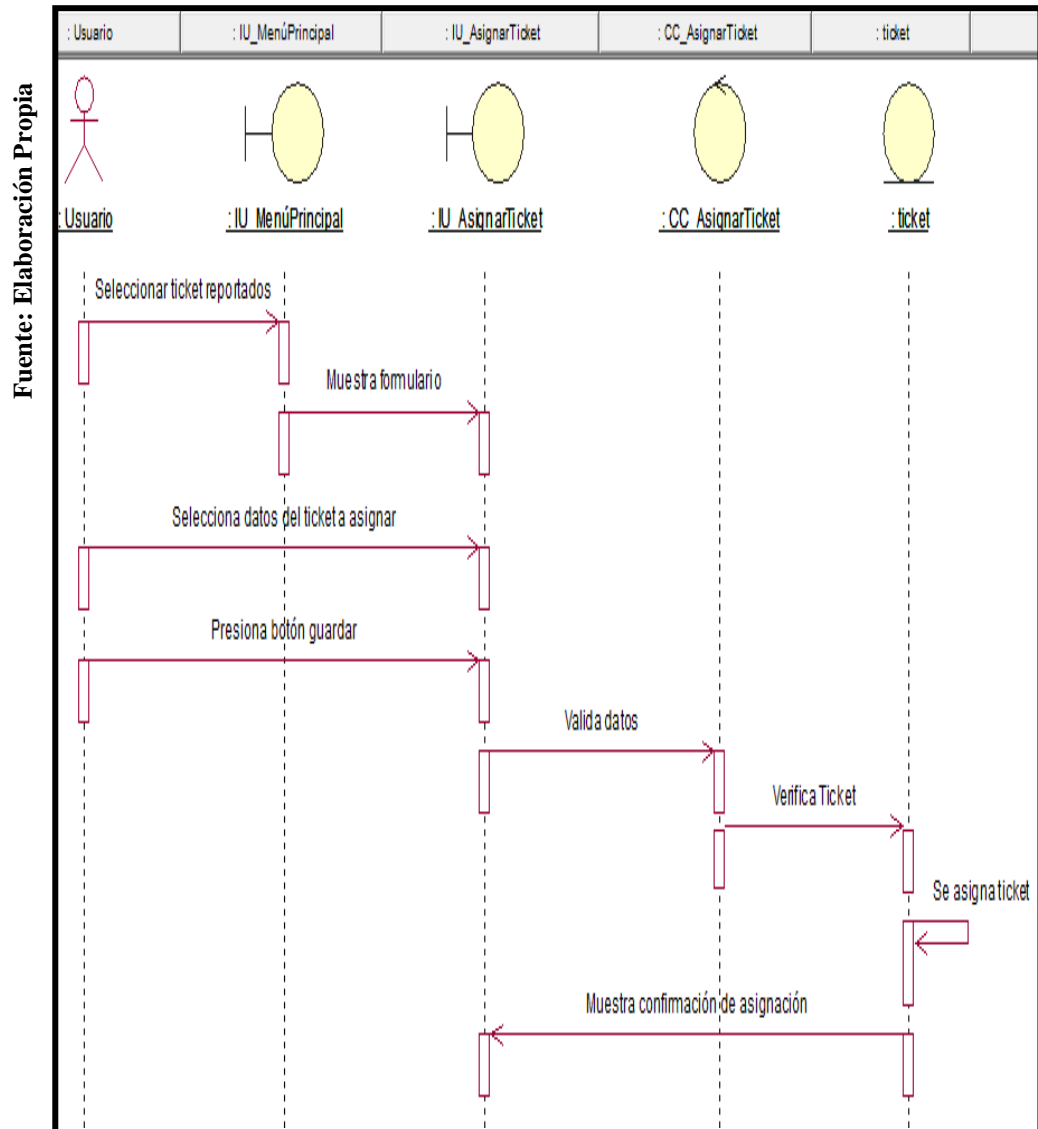 Fuente: Elaboración Propia
: Usuario
: IU_MenúPrincipal
: IU_AsignarTicket
: CC_AsignarTicket
: ticket
: Usuario
: IU_MenúPrincipal
: IU_AsignarTicket
: CC_AsignarTicket
: ticket
Seleccionar ticket reportados
Muestra formulario
Selecciona datos del ticket a asignar
Presiona botón guardar
Valida datos
Verifica Ticket
Se asigna ticket
Muestra confirmación de asignación